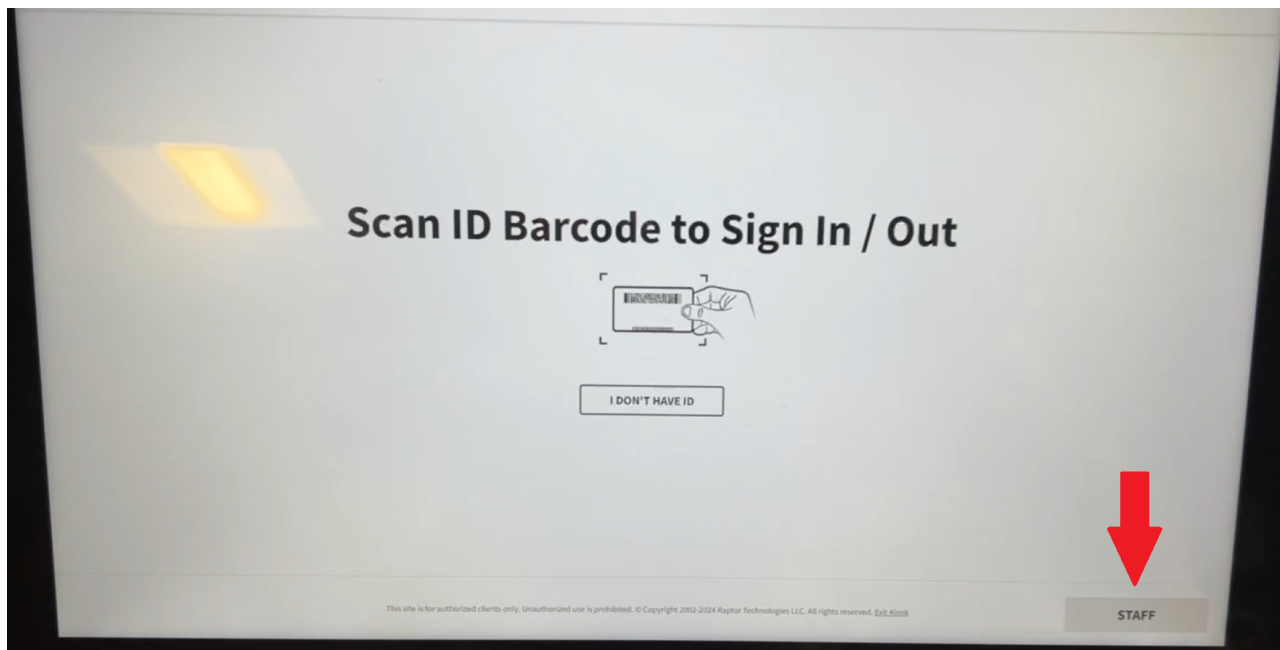 Scan ID Barcode to Sign In / Out
I DON'T HAVE ID
This site is for authorized clients only. Unauthorized use is prohibited. © Copyright 2002-2024 Raptor Technologies LLC. All rights reserved. Exit Kiosk
STAFF